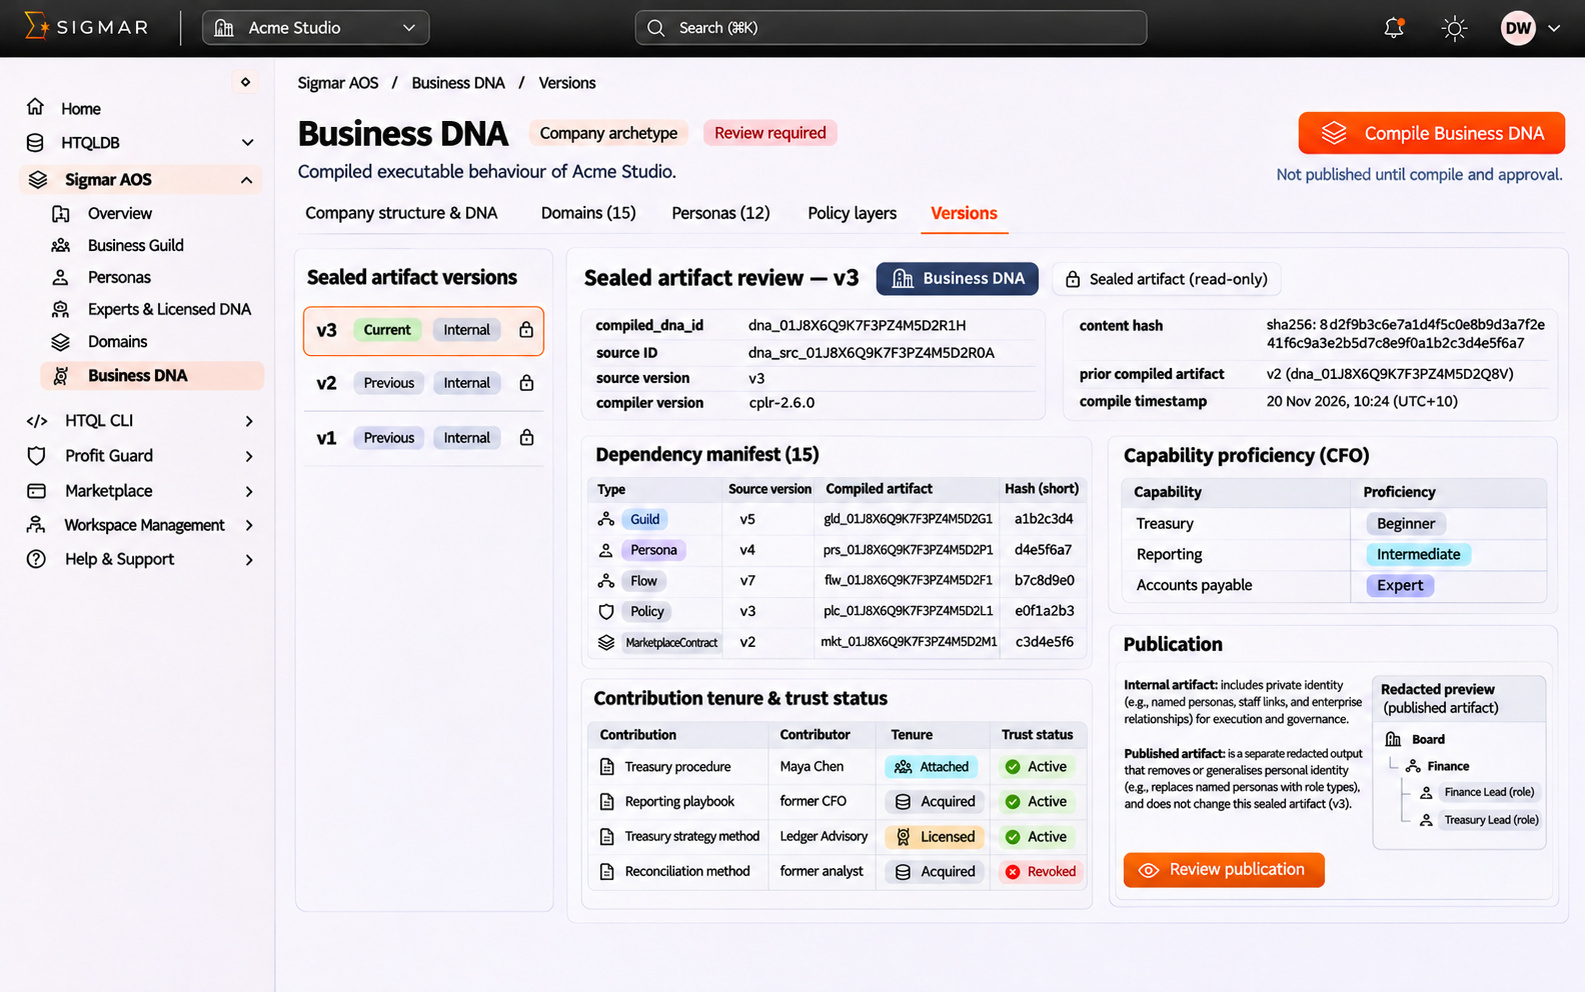 SIGMAR
Acme Studio
Search (⌘K)
DW
Home
HTQLDB
Sigmar AOS
Overview
Business Guild
Personas
Experts & Licensed DNA
Domains
Business DNA
HTQL CLI
Profit Guard
Marketplace
Workspace Management
Help & Support
Sigmar AOS / Business DNA / Versions
Business DNA Company archetype Review required
Compiled executable behaviour of Acme Studio.
Compile Business DNA
Not published until compile and approval.
Company structure & DNA Domains (15) Personas (12) Policy layers Versions
Sealed artifact versions
v3 Current Internal
v2 Previous Internal
v1 Previous Internal
Sealed artifact review — v3 Business DNA Sealed artifact (read-only)
compiled_dna_id dna_01J8X6Q9K7F3PZ4M5D2R1H
source ID dna_src_01J8X6Q9K7F3PZ4M5D2R0A
source version v3
compiler version cplr-2.6.0
content hash sha256: 8d2f9b3c6e7a1d4f5c0e8b9d3a7f2e
41f6c9a3e2b5d7c8e9f0a1b2c3d4e5f6a7
prior compiled artifact v2 (dna_01J8X6Q9K7F3PZ4M5D2Q8V)
compile timestamp 20 Nov 2026, 10:24 (UTC+10)
Dependency manifest (15)
Type Source version Compiled artifact Hash (short)
Guild v5 gld_01J8X6Q9K7F3PZ4M5D2G1 a1b2c3d4
Persona v4 prs_01J8X6Q9K7F3PZ4M5D2P1 d4e5f6a7
Flow v7 flw_01J8X6Q9K7F3PZ4M5D2F1 b7c8d9e0
Policy v3 plc_01J8X6Q9K7F3PZ4M5D2L1 e0f1a2b3
MarketplaceContract v2 mkt_01J8X6Q9K7F3PZ4M5D2M1 c3d4e5f6
Capability proficiency (CFO)
Capability Proficiency
Treasury Beginner
Reporting Intermediate
Accounts payable Expert
Contribution tenure & trust status
Contribution Contributor Tenure Trust status
Treasury procedure Maya Chen Attached Active
Reporting playbook former CFO Acquired Active
Treasury strategy method Ledger Advisory Licensed Active
Reconciliation method former analyst Acquired Revoked
Publication
Internal artifact: includes private identity
(e.g., named personas, staff links, and enterprise
relationships) for execution and governance.
Published artifact: is a separate redacted output
that removes or generalises personal identity
(e.g., replaces named personas with role types),
and does not change this sealed artifact (v3).
Review publication
Redacted preview
(published artifact)
Board
Finance
Finance Lead (role)
Treasury Lead (role)